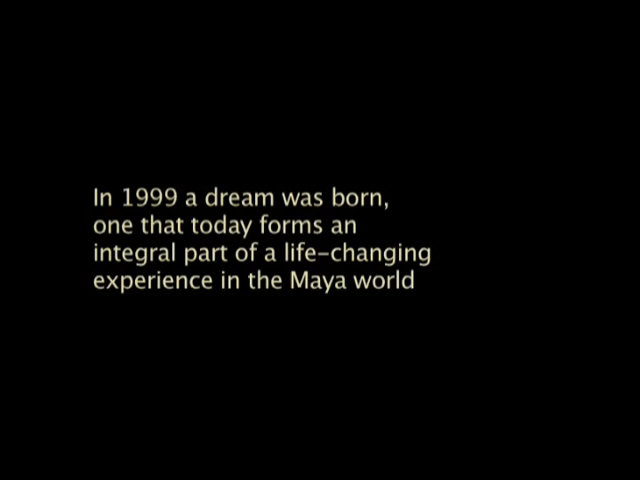 In 1999 a dream was born,
one that today forms an
integral part of a life-changing
experience in the Maya world